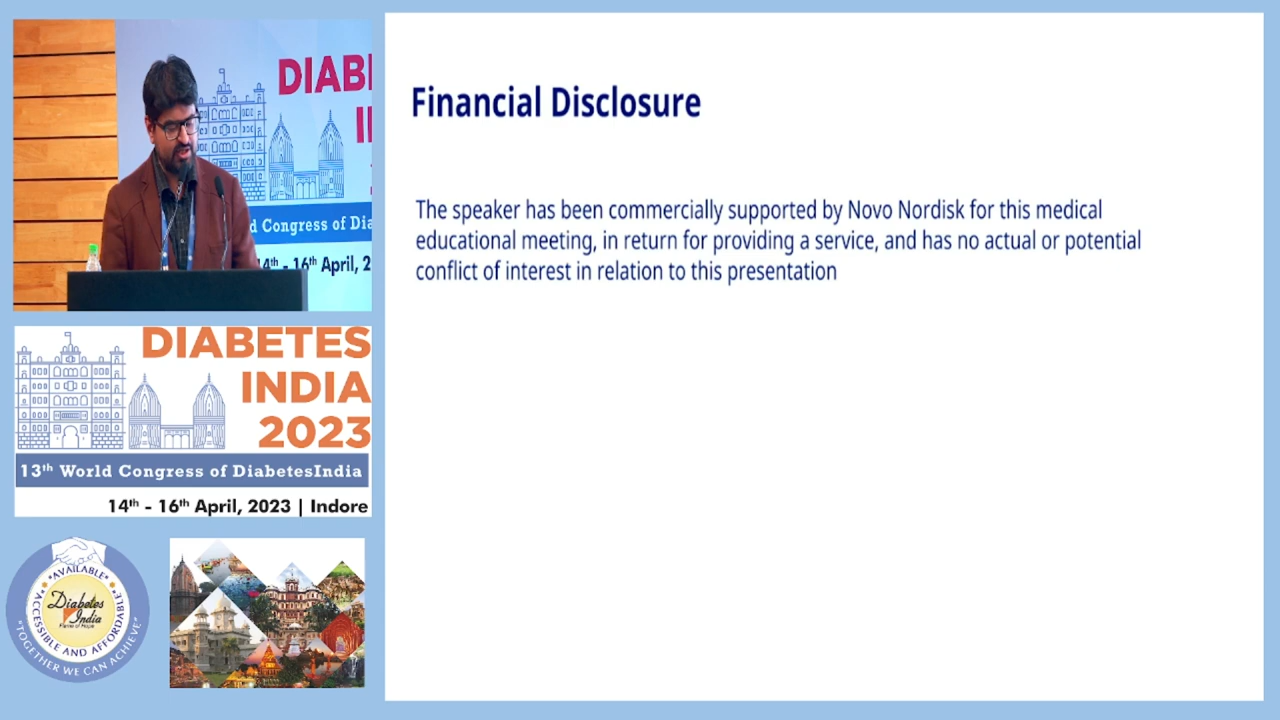 DIAB
I
d Congress of Dia
14th - 16th April, 2
DIABETES
INDIA
2023
13th World Congress of DiabetesIndia
14th - 16th April, 2023 | Indore
*AVAILABLE*
*ACCESSIBLE AND AFFORDABLE*
Diabetes
India
"TOGETHER WE CAN ACHIEVE"
Financial Disclosure
The speaker has been commercially supported by Novo Nordisk for this medical
educational meeting, in return for providing a service, and has no actual or potential
conflict of interest in relation to this presentation